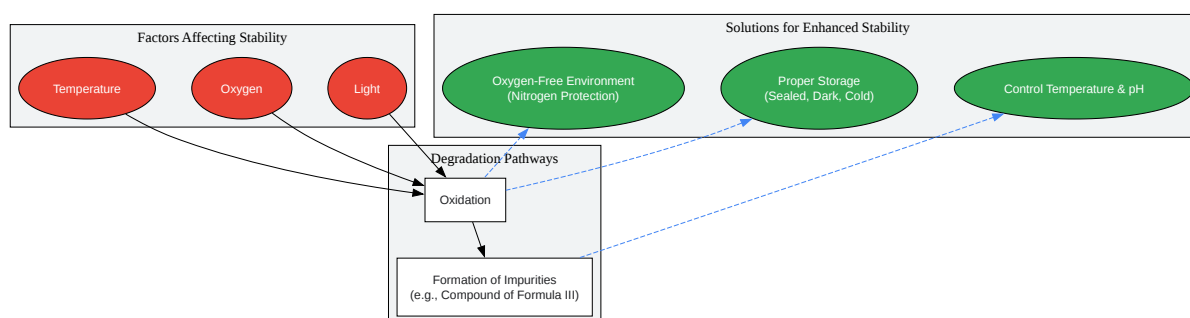 Factors Affecting Stability
Temperature
Oxygen
Light
Solutions for Enhanced Stability
Oxygen-Free Environment
(Nitrogen Protection)
Proper Storage
(Sealed, Dark, Cold)
Control Temperature & pH
Degradation Pathways
Oxidation
Formation of Impurities
(e.g., Compound of Formula III)